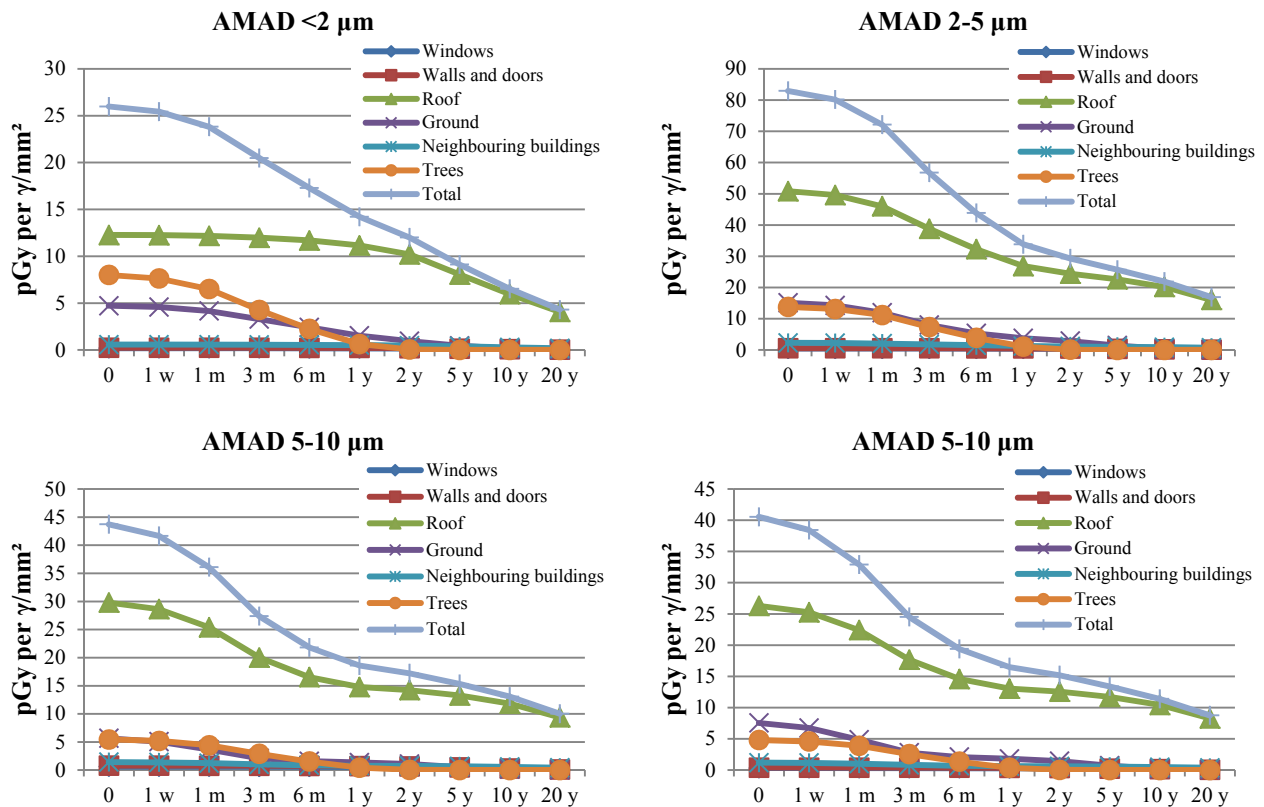 AMAD <2 µm
pGy per γ/mm²
30
25
20
15
10
5
0
0 1 w 1 m 3 m 6 m 1 y 2 y 5 y 10 y 20 y
Windows
Walls and doors
Roof
Ground
Neighbouring buildings
Trees
Total
AMAD 2-5 µm
pGy per γ/mm²
90
80
70
60
50
40
30
20
10
0
0 1 w 1 m 3 m 6 m 1 y 2 y 5 y 10 y 20 y
Windows
Walls and doors
Roof
Ground
Neighbouring buildings
Trees
Total
AMAD 5-10 µm
pGy per γ/mm²
50
45
40
35
30
25
20
15
10
5
0
0 1 w 1 m 3 m 6 m 1 y 2 y 5 y 10 y 20 y
Windows
Walls and doors
Roof
Ground
Neighbouring buildings
Trees
Total
AMAD 5-10 µm
pGy per γ/mm²
45
40
35
30
25
20
15
10
5
0
0 1 w 1 m 3 m 6 m 1 y 2 y 5 y 10 y 20 y
Windows
Walls and doors
Roof
Ground
Neighbouring buildings
Trees
Total